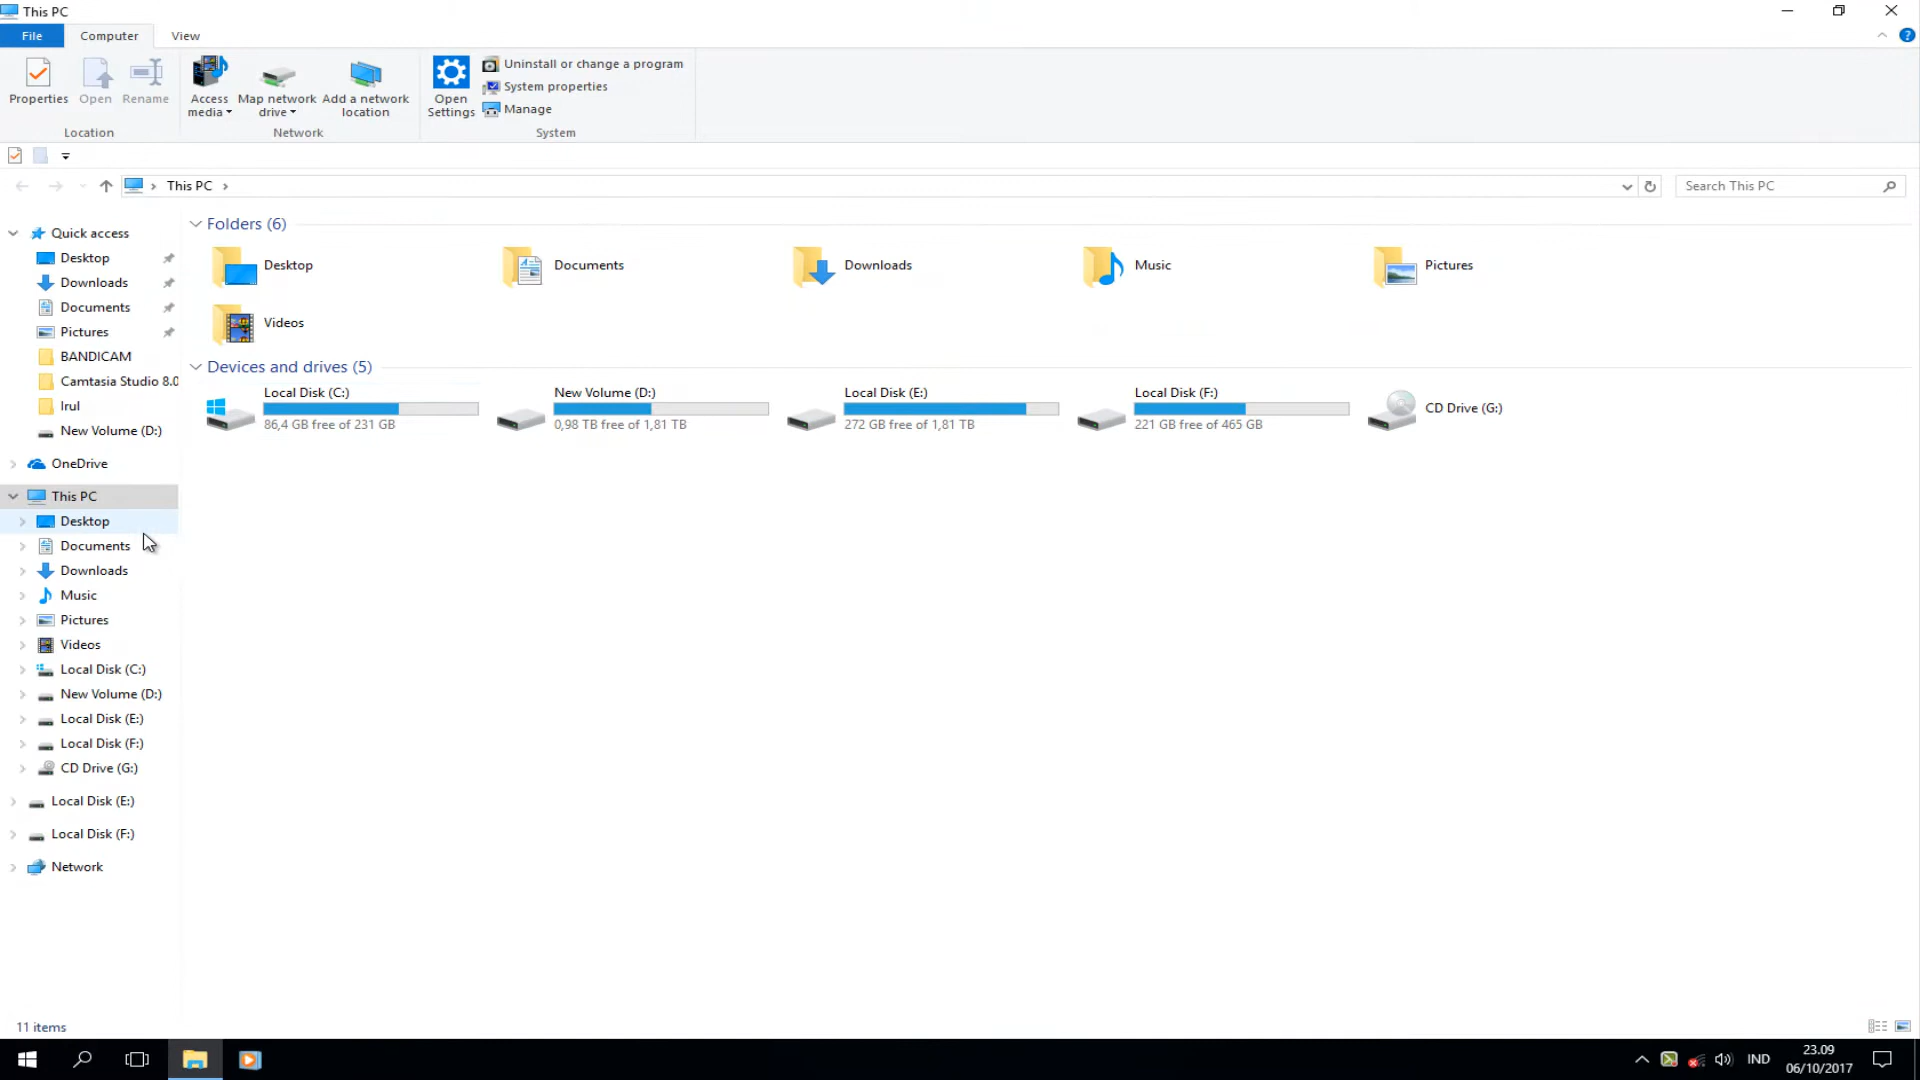 This PC
File Computer View
Properties Open Rename Access media Map network drive Add a network location Open Settings
Uninstall or change a program
System properties
Manage
Location Network System
This PC
Search This PC
Quick access
Desktop
Downloads
Documents
Pictures
BANDICAM
Camtasia Studio 8.0
Irul
New Volume (D:)
OneDrive
This PC
Desktop
Documents
Downloads
Music
Pictures
Videos
Local Disk (C:)
New Volume (D:)
Local Disk (E:)
Local Disk (F:)
CD Drive (G:)
Local Disk (E:)
Local Disk (F:)
Network
Folders (6)
Desktop Documents Downloads Music Pictures
Videos
Devices and drives (5)
Local Disk (C:)
86,4 GB free of 231 GB
New Volume (D:)
0,98 TB free of 1,81 TB
Local Disk (E:)
272 GB free of 1,81 TB
Local Disk (F:)
221 GB free of 465 GB
CD Drive (G:)
11 items
IND
23.09
06/10/2017